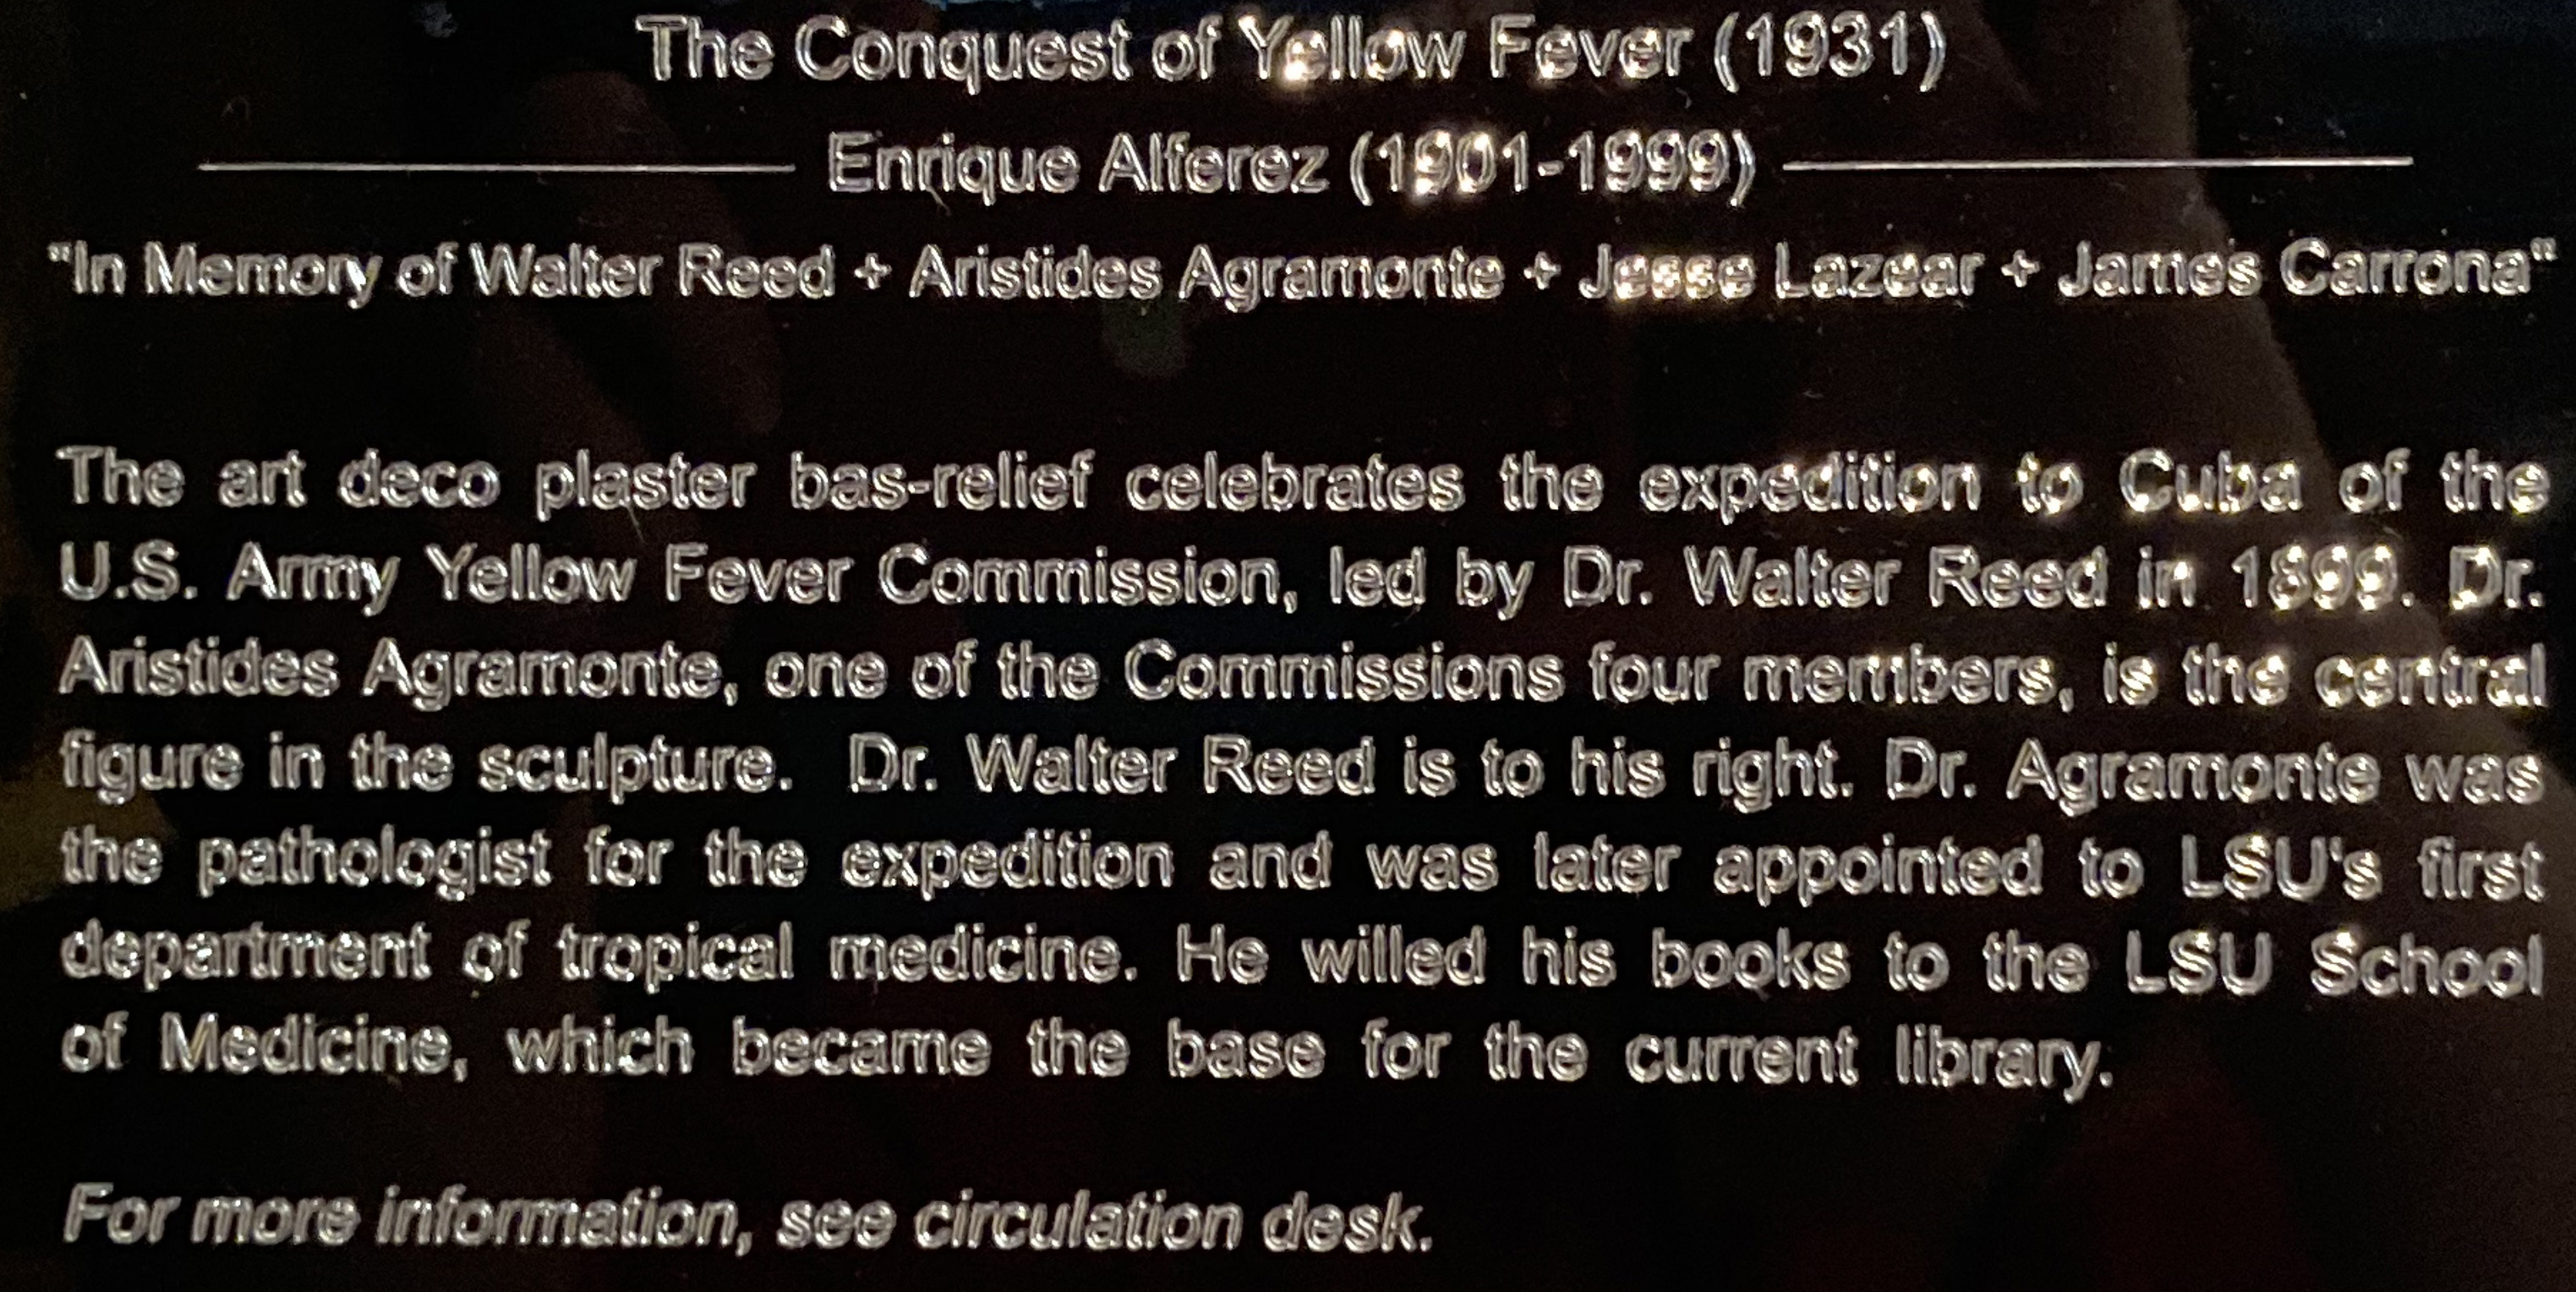 The Conquest of Yellow Fever (1931)
Enrique Alferez (1901-1999)
"In Memory of Walter Reed + Aristides Agramonte + Jesse Lazear + James Carrona"
The art deco plaster bas-relief celebrates the expedition to Cuba of the
U.S. Army Yellow Fever Commission, led by Dr. Walter Reed in 1899. Dr.
Aristides Agramonte, one of the Commissions four members, is the central
figure in the sculpture. Dr. Walter Reed is to his right. Dr. Agramonte was
the pathologist for the expedition and was later appointed to LSU's first
department of tropical medicine. He willed his books to the LSU School
of Medicine, which became the base for the current library.
For more information, see circulation desk.